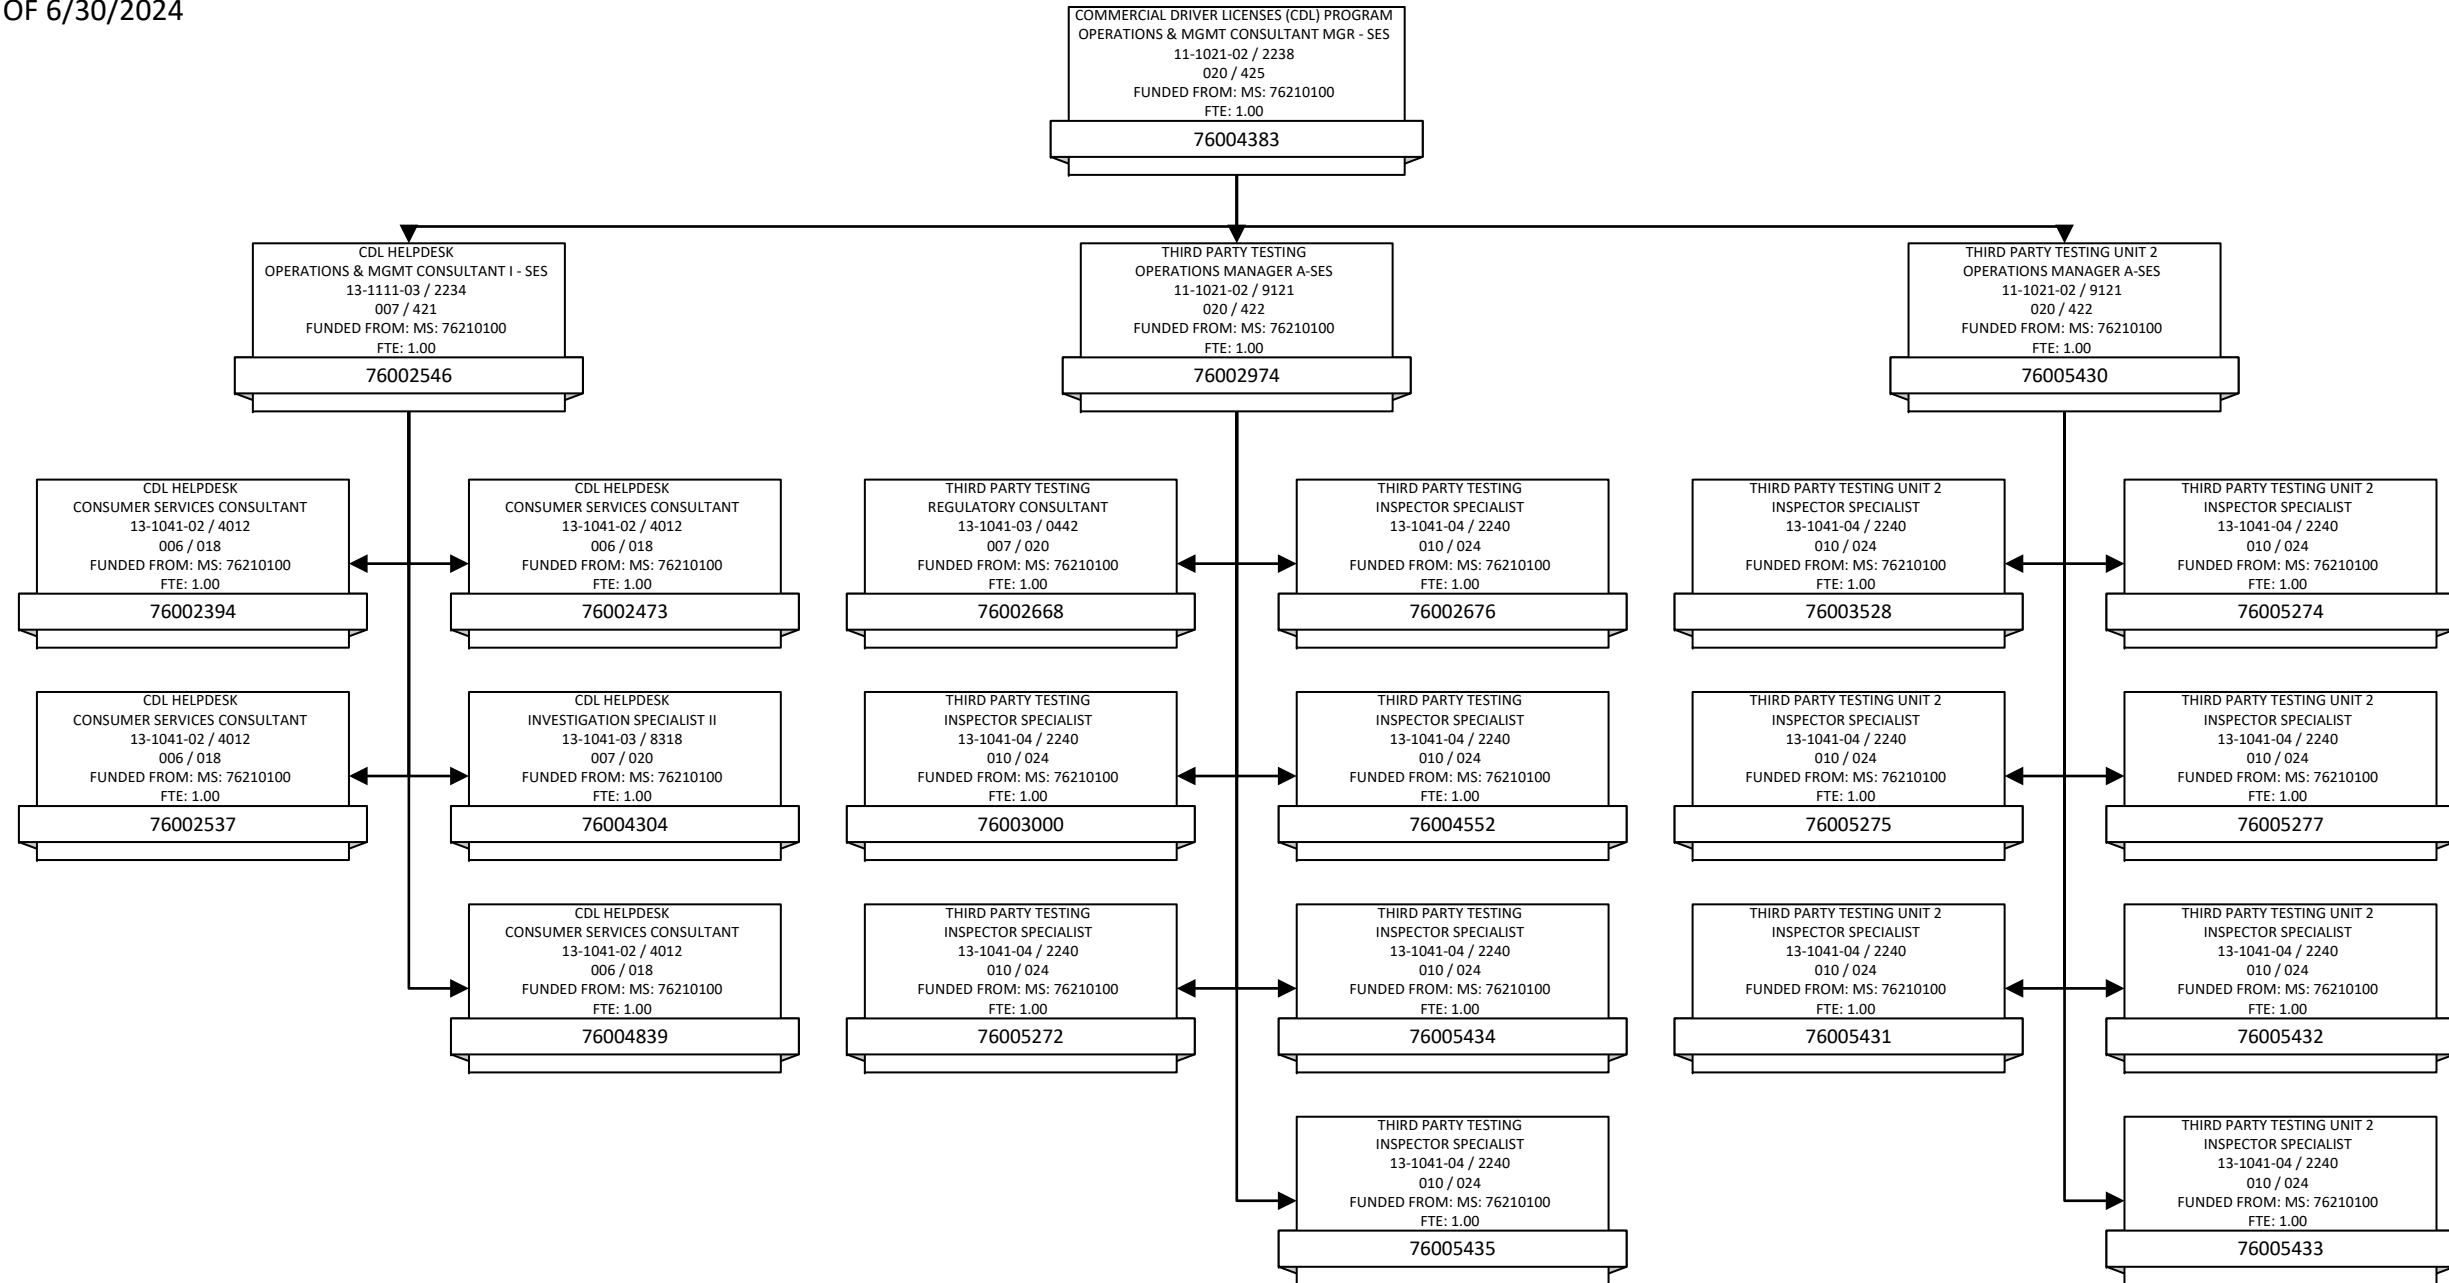 OF 6/30/2024
COMMERCIAL DRIVER LICENSES (CDL) PROGRAM
OPERATIONS & MGMT CONSULTANT MGR - SES
11-1021-02 / 2238
020 / 425
FUNDED FROM: MS: 76210100
FTE: 1.00
76004383
CDL HELPDESK
OPERATIONS & MGMT CONSULTANT I - SES
13-1111-03 / 2234
007 / 421
FUNDED FROM: MS: 76210100
FTE: 1.00
76002546
THIRD PARTY TESTING
OPERATIONS MANAGER A-SES
11-1021-02 / 9121
020 / 422
FUNDED FROM: MS: 76210100
FTE: 1.00
76002974
THIRD PARTY TESTING UNIT 2
OPERATIONS MANAGER A-SES
11-1021-02 / 9121
020 / 422
FUNDED FROM: MS: 76210100
FTE: 1.00
76005430
CDL HELPDESK
CONSUMER SERVICES CONSULTANT
13-1041-02 / 4012
006 / 018
FUNDED FROM: MS: 76210100
FTE: 1.00
76002394
CDL HELPDESK
CONSUMER SERVICES CONSULTANT
13-1041-02 / 4012
006 / 018
FUNDED FROM: MS: 76210100
FTE: 1.00
76002473
THIRD PARTY TESTING
REGULATORY CONSULTANT
13-1041-03 / 0442
007 / 020
FUNDED FROM: MS: 76210100
FTE: 1.00
76002668
THIRD PARTY TESTING
INSPECTOR SPECIALIST
13-1041-04 / 2240
010 / 024
FUNDED FROM: MS: 76210100
FTE: 1.00
76002676
THIRD PARTY TESTING UNIT 2
INSPECTOR SPECIALIST
13-1041-04 / 2240
010 / 024
FUNDED FROM: MS: 76210100
FTE: 1.00
76003528
THIRD PARTY TESTING UNIT 2
INSPECTOR SPECIALIST
13-1041-04 / 2240
010 / 024
FUNDED FROM: MS: 76210100
FTE: 1.00
76005274
CDL HELPDESK
CONSUMER SERVICES CONSULTANT
13-1041-02 / 4012
006 / 018
FUNDED FROM: MS: 76210100
FTE: 1.00
76002537
CDL HELPDESK
INVESTIGATION SPECIALIST II
13-1041-03 / 8318
007 / 020
FUNDED FROM: MS: 76210100
FTE: 1.00
76004304
THIRD PARTY TESTING
INSPECTOR SPECIALIST
13-1041-04 / 2240
010 / 024
FUNDED FROM: MS: 76210100
FTE: 1.00
76003000
THIRD PARTY TESTING
INSPECTOR SPECIALIST
13-1041-04 / 2240
010 / 024
FUNDED FROM: MS: 76210100
FTE: 1.00
76004552
THIRD PARTY TESTING UNIT 2
INSPECTOR SPECIALIST
13-1041-04 / 2240
010 / 024
FUNDED FROM: MS: 76210100
FTE: 1.00
76005275
THIRD PARTY TESTING UNIT 2
INSPECTOR SPECIALIST
13-1041-04 / 2240
010 / 024
FUNDED FROM: MS: 76210100
FTE: 1.00
76005277
CDL HELPDESK
CONSUMER SERVICES CONSULTANT
13-1041-02 / 4012
006 / 018
FUNDED FROM: MS: 76210100
FTE: 1.00
76004839
THIRD PARTY TESTING
INSPECTOR SPECIALIST
13-1041-04 / 2240
010 / 024
FUNDED FROM: MS: 76210100
FTE: 1.00
76005272
THIRD PARTY TESTING
INSPECTOR SPECIALIST
13-1041-04 / 2240
010 / 024
FUNDED FROM: MS: 76210100
FTE: 1.00
76005434
THIRD PARTY TESTING UNIT 2
INSPECTOR SPECIALIST
13-1041-04 / 2240
010 / 024
FUNDED FROM: MS: 76210100
FTE: 1.00
76005431
THIRD PARTY TESTING UNIT 2
INSPECTOR SPECIALIST
13-1041-04 / 2240
010 / 024
FUNDED FROM: MS: 76210100
FTE: 1.00
76005432
THIRD PARTY TESTING
INSPECTOR SPECIALIST
13-1041-04 / 2240
010 / 024
FUNDED FROM: MS: 76210100
FTE: 1.00
76005435
THIRD PARTY TESTING UNIT 2
INSPECTOR SPECIALIST
13-1041-04 / 2240
010 / 024
FUNDED FROM: MS: 76210100
FTE: 1.00
76005433